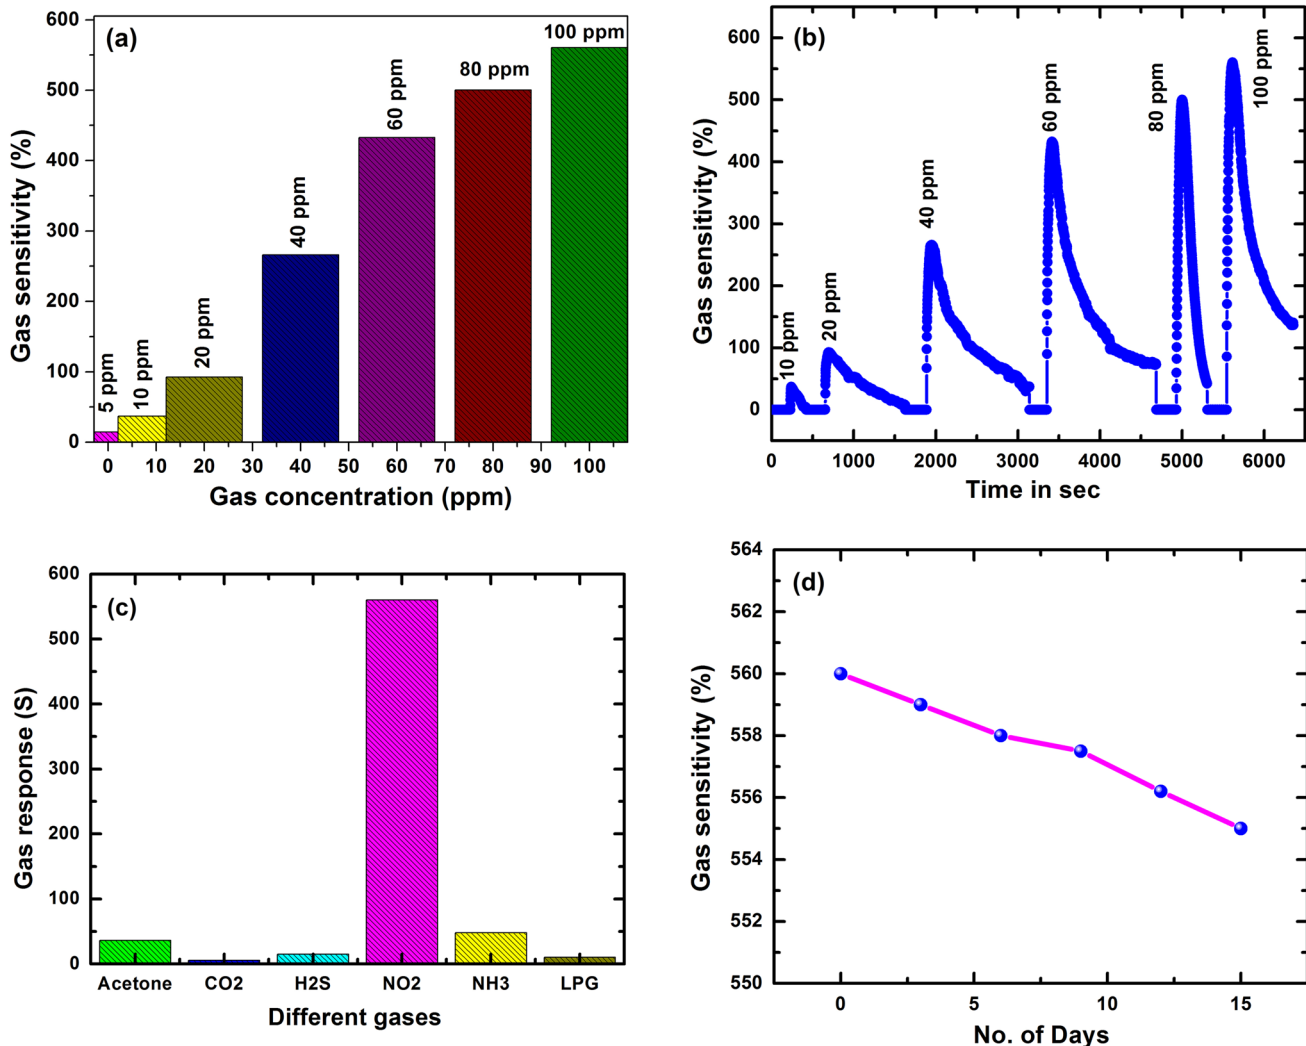 (a)
600
500
400
300
200
100
0
Gas sensitivity (%)
5 ppm
10 ppm
20 ppm
40 ppm
60 ppm
80 ppm
100 ppm
0 10 20 30 40 50 60 70 80 90 100
Gas concentration (ppm)
(b)
600
500
400
300
200
100
0
Gas sensitivity (%)
10 ppm
20 ppm
40 ppm
60 ppm
80 ppm
100 ppm
0 1000 2000 3000 4000 5000 6000
Time in sec
(c)
600
500
400
300
200
100
0
Gas response (S)
Acetone CO2 H2S NO2 NH3 LPG
Different gases
(d)
564
562
560
558
556
554
552
550
Gas sensitivity (%)
0 5 10 15
No. of Days